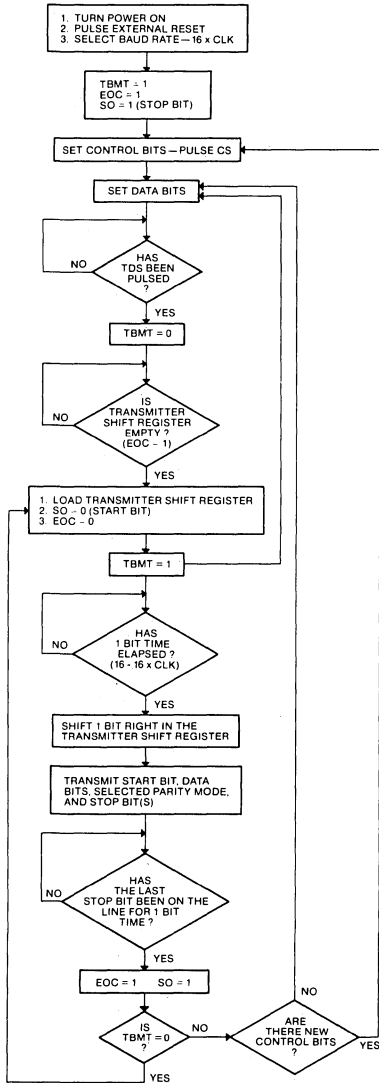 1. TURN POWER ON
2. PULSE EXTERNAL RESET
3. SELECT BAUD RATE — 16 x CLK
TBMT = 1
EOC = 1
SO = 1 (STOP BIT)
SET CONTROL BITS — PULSE CS
SET DATA BITS
HAS
TDS BEEN
PULSED
?
NO
YES
TBMT = 0
IS
TRANSMITTER
SHIFT REGISTER
EMPTY ?
(EOC - 1)
NO
YES
1. LOAD TRANSMITTER SHIFT REGISTER
2. SO - 0 (START BIT)
3. EOC - 0
TBMT = 1
HAS
1 BIT TIME
ELAPSED ?
(16 - 16 x CLK)
NO
YES
SHIFT 1 BIT RIGHT IN THE
TRANSMITTER SHIFT REGISTER
TRANSMIT START BIT, DATA
BITS, SELECTED PARITY MODE,
AND STOP BIT(S)
HAS
THE LAST
STOP BIT BEEN ON THE
LINE FOR 1 BIT
TIME ?
NO
YES
EOC = 1 SO = 1
IS
TBMT = 0
?
NO
YES
ARE
THERE NEW
CONTROL BITS
?
NO
YES